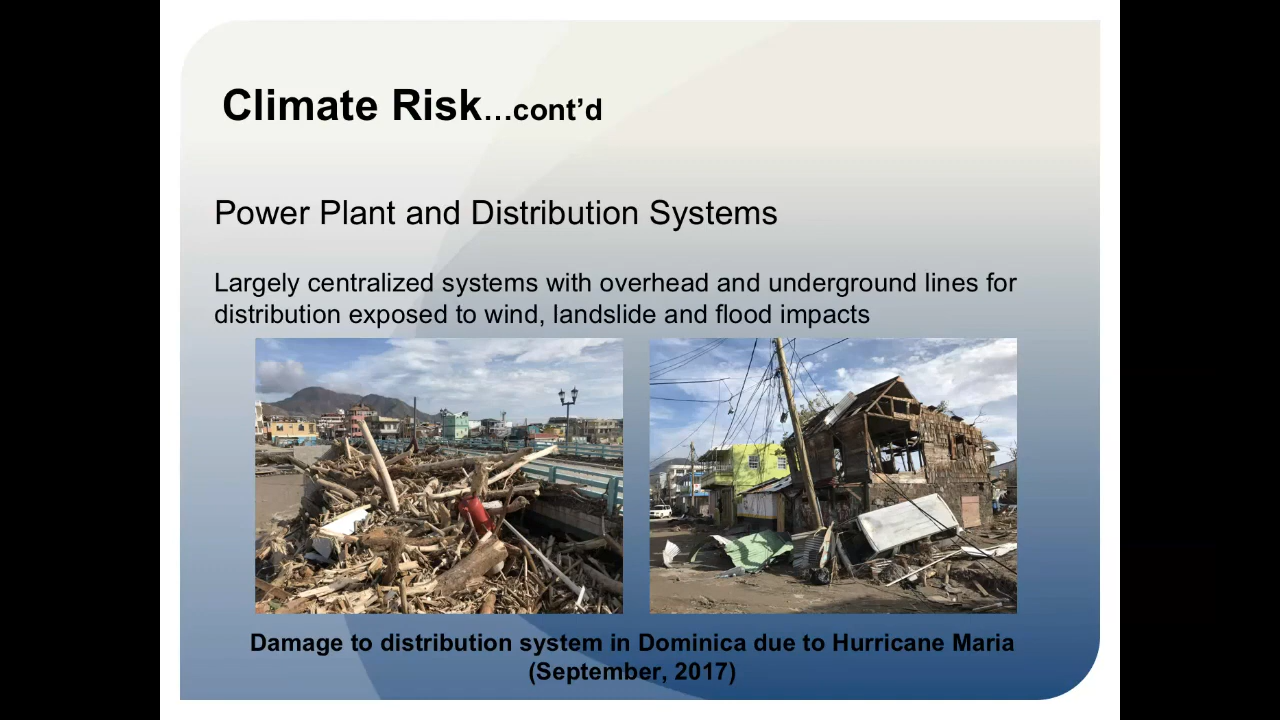 Climate Risk…cont’d
Power Plant and Distribution Systems
Largely centralized systems with overhead and underground lines for
distribution exposed to wind, landslide and flood impacts
Damage to distribution system in Dominica due to Hurricane Maria
(September, 2017)